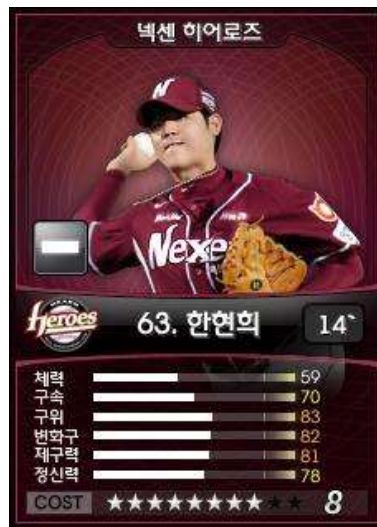 넥센 히어로즈
N
Nexe
Heroes
63. 한현희
14`
체력 59
구속 70
구위 83
변화구 82
제구력 81
정신력 78
COST ★★★★★★★★★★ 8